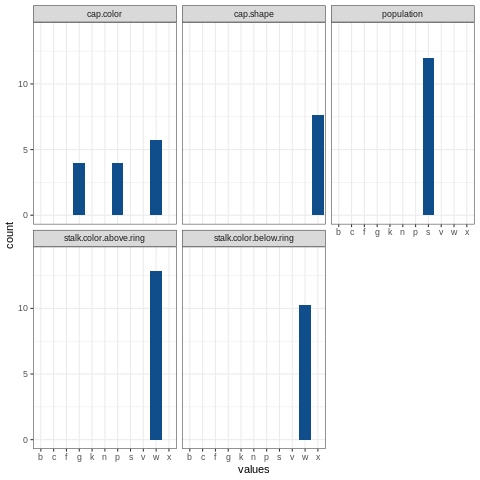 cap.color cap.shape population
10
5
0
b c f g k n p s v w x
stalk.color.above.ring stalk.color.below.ring
10
5
0
b c f g k n p s v w x b c f g k n p s v w x
values
count